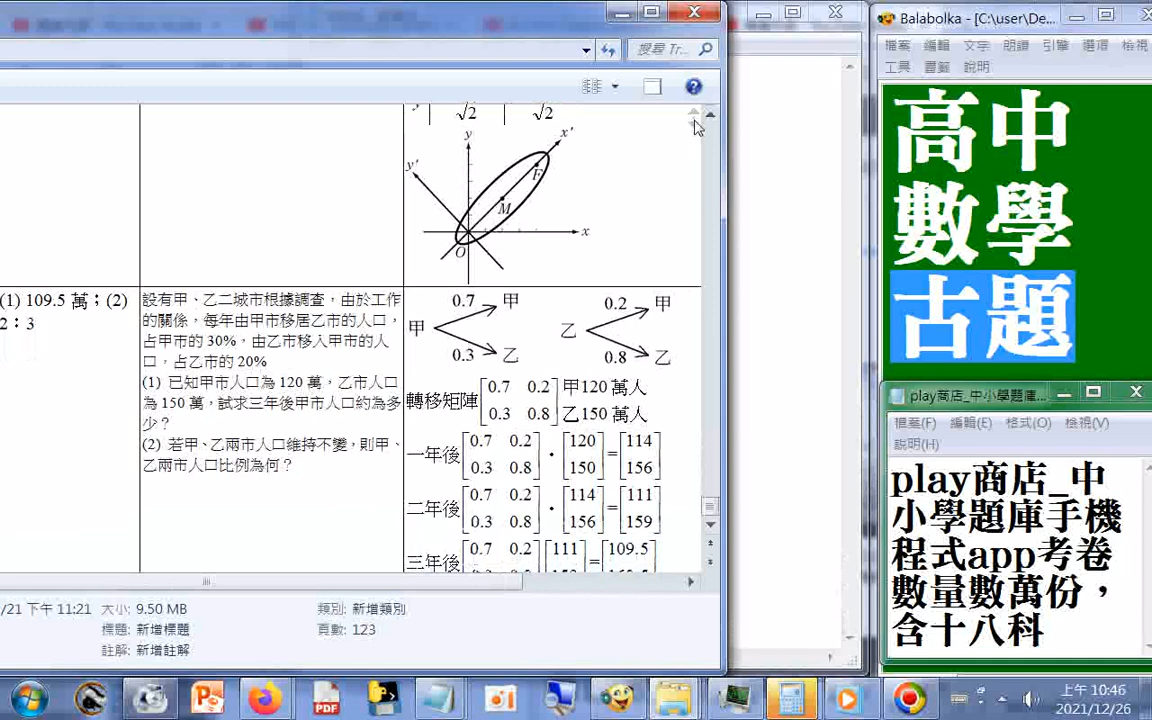 搜尋 Tr...
√2 √2
y
x'
y'
F
M
x
O
(1) 109.5 萬；(2)
2：3
設有甲、乙二城市根據調查，由於工作
的關係，每年由甲市移居乙市的人口，
占甲市的 30%，由乙市移入甲市的人
口，占乙市的 20%
(1) 已知甲市人口為 120 萬，乙市人口
為 150 萬，試求三年後甲市人口約為多
少？
(2) 若甲、乙兩市人口維持不變，則甲、
乙兩市人口比例為何？
0.7 甲 0.2 甲
甲 乙
0.3 乙 0.8 乙
轉移矩陣 [0.7 0.2 甲120 萬人
0.3 0.8] 乙150 萬人
一年後 [0.7 0.2 0.3 0.8]·[120 150]=[114 156]
二年後 [0.7 0.2 0.3 0.8]·[114 156]=[111 159]
三年後 [0.7 0.2 [111 =[109.5
/21 下午 11:21 大小: 9.50 MB 類別: 新增類別
標題: 新增標題 頁數: 123
註解: 新增註解
Balabolka - [C:\user\De...
檔案 編輯 文字 朗讀 引擎 選項 檢視
工具 書籤 說明
高中
數學
古題
play商店_中小學題庫...
檔案(F) 編輯(E) 格式(O) 檢視(V)
說明(H)
play商店_中
小學題庫手機
程式app考卷
數量數萬份，
含十八科
PDF
上午 10:46
2021/12/26